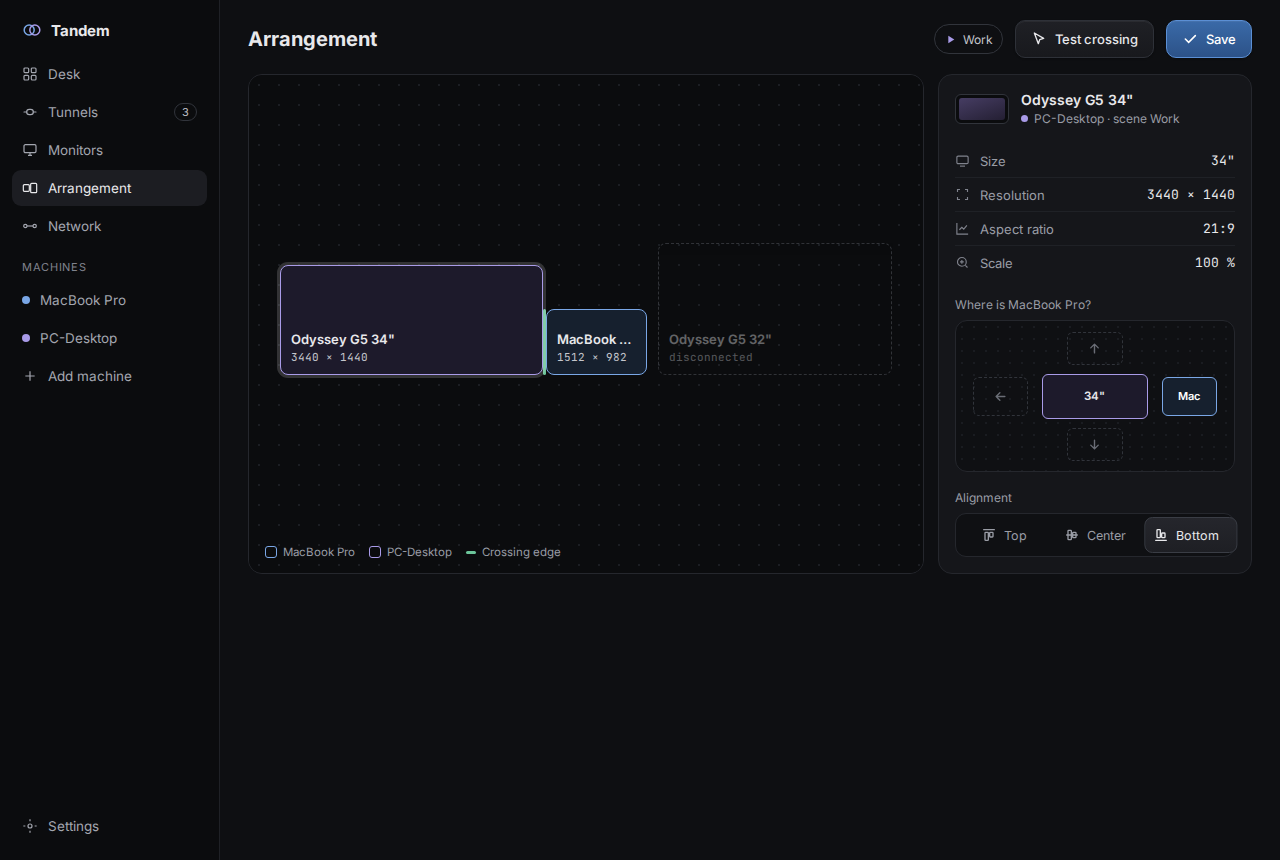 Tandem
Desk
Tunnels 3
Monitors
Arrangement
Network
MACHINES
MacBook Pro
PC-Desktop
Add machine
Settings
Arrangement
Work
Test crossing
Save
Odyssey G5 34"
3440 × 1440
MacBook ...
1512 × 982
Odyssey G5 32"
disconnected
MacBook Pro
PC-Desktop
Crossing edge
Odyssey G5 34"
PC-Desktop · scene Work
Size 34"
Resolution 3440 × 1440
Aspect ratio 21:9
Scale 100 %
Where is MacBook Pro?
34"
Mac
Alignment
Top
Center
Bottom